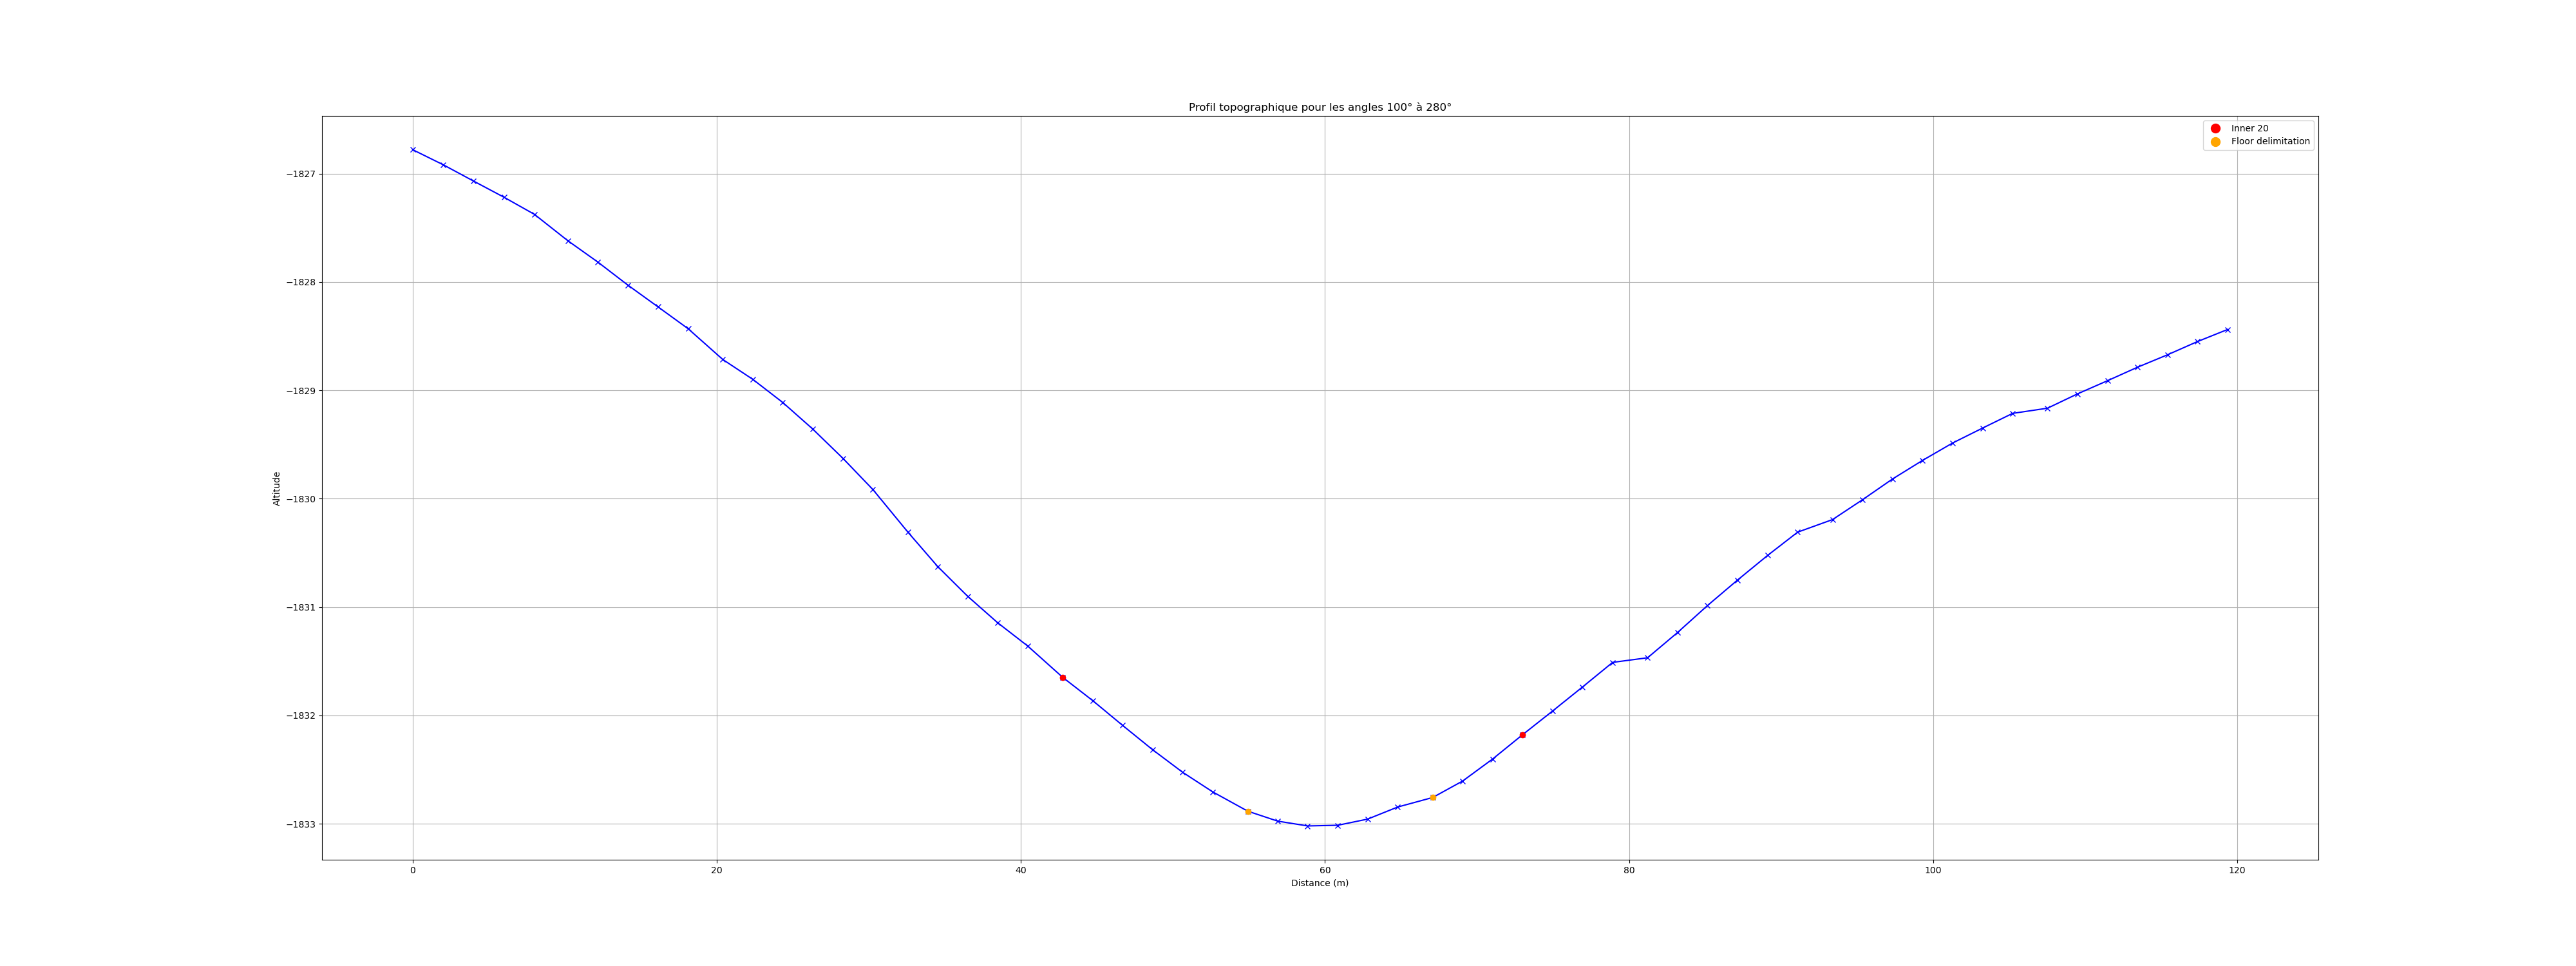 Profil topographique pour les angles 100° à 280°
Inner 20
Floor delimitation
−1827
−1828
−1829
−1830
−1831
−1832
−1833
Altitude
0 20 40 60 80 100 120
Distance (m)